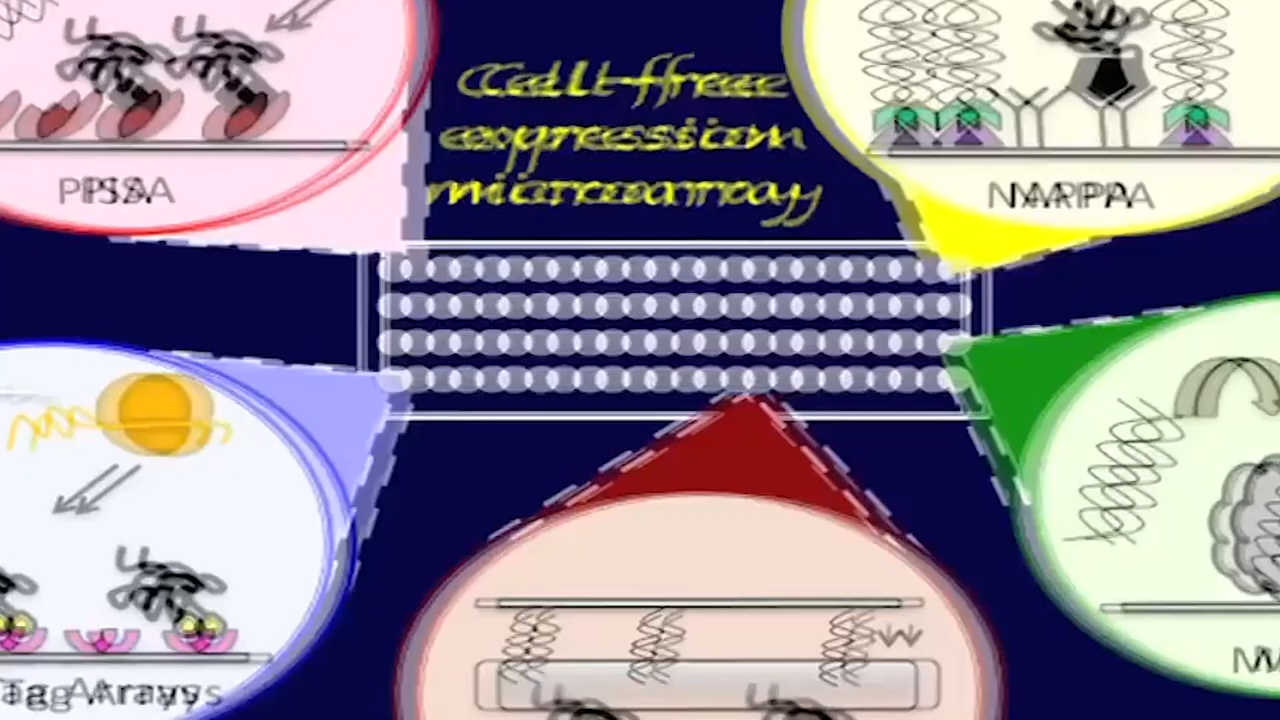 Cell-free
expression
microarray
PISA
NAPPA
Tag Arrays